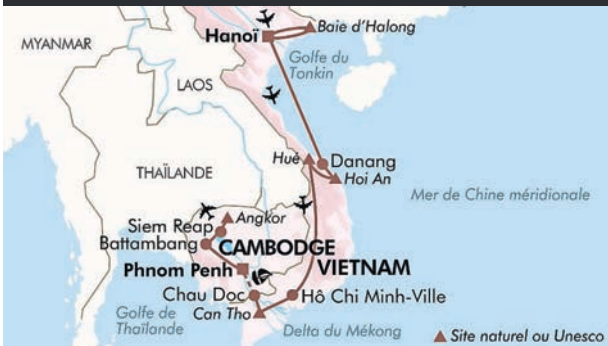 Hanoï
Baie d'Halong
MYANMAR
Golfe du
Tonkin
LAOS
THAÏLANDE
Hué
Danang
Hoi An
Mer de Chine méridionale
Angkor
Siem Reap
Battambang
CAMBODGE
Phnom Penh
VIETNAM
Chau Doc
Hô Chi Minh-Ville
Golfe de
Thaïlande
Can Tho
Delta du Mékong
Site naturel ou Unesco